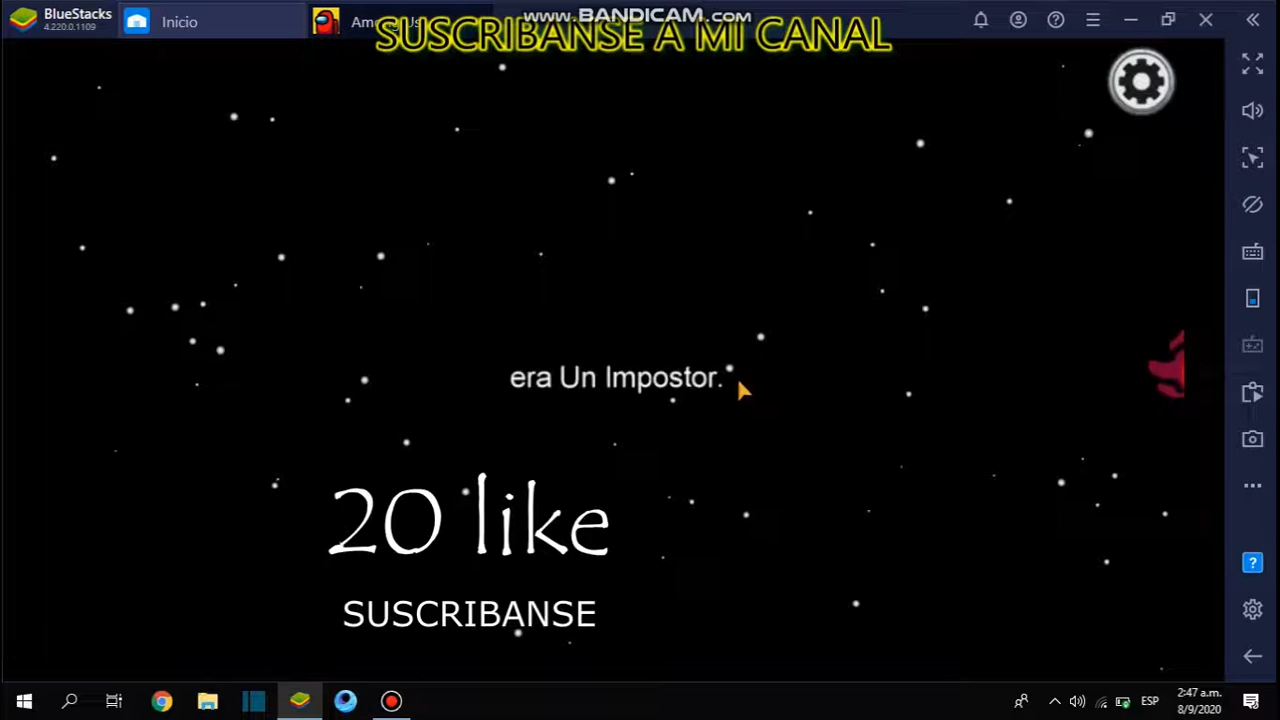 BlueStacks
4.220.0.1109
Inicio
www.BANDICAM.com
SUSCRIBANSE A MI CANAL
era Un Impostor.
20 like
SUSCRIBANSE
ESP
2:47 a.m.
8/9/2020